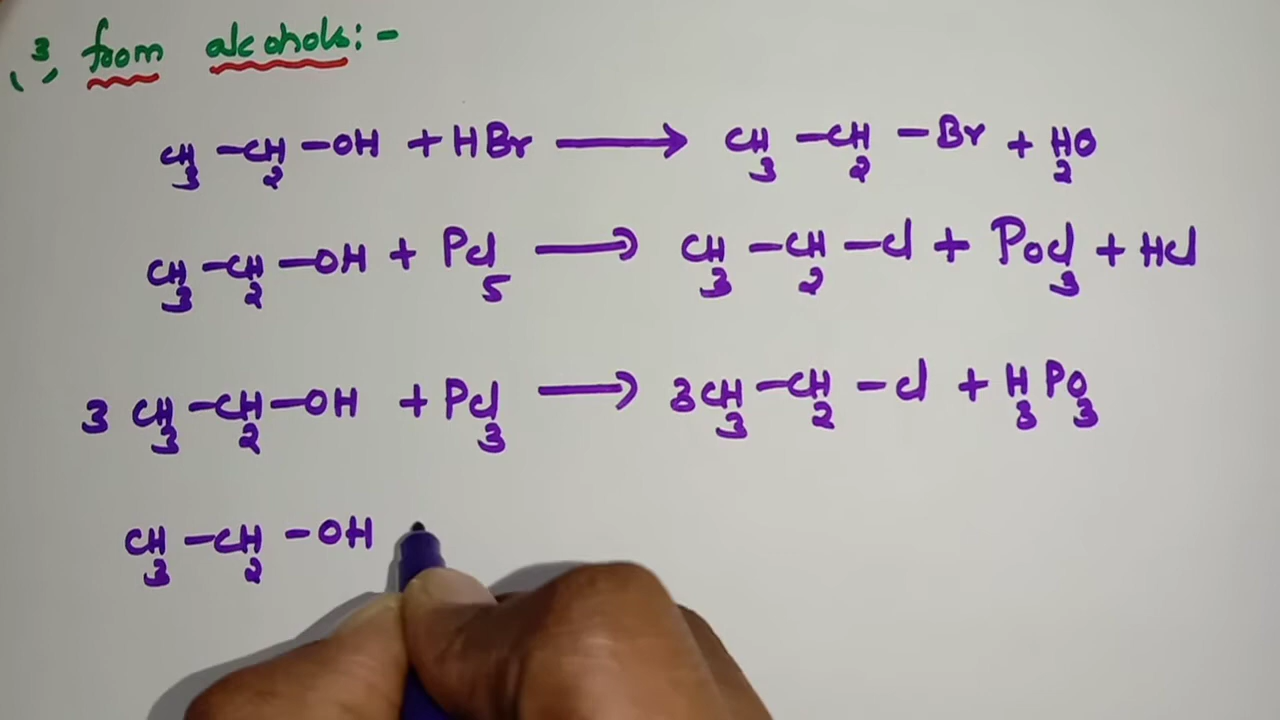 (3) from alcohols:-
CH3-CH2-OH + HBr ⟶ CH3-CH2-Br + H2O
CH3-CH2-OH + PCl5 ⟶ CH3-CH2-Cl + POCl3 + HCl
3 CH3-CH2-OH + PCl3 ⟶ 3CH3-CH2-Cl + H3PO3
CH3-CH2-OH